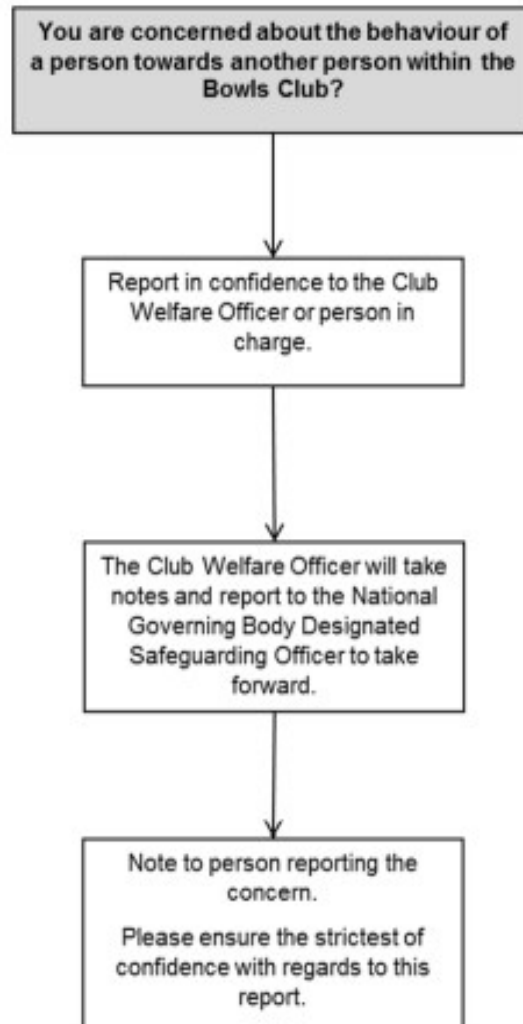 You are concerned about the behaviour of
a person towards another person within the
Bowls Club?
Report in confidence to the Club
Welfare Officer or person in
charge.
The Club Welfare Officer will take
notes and report to the National
Governing Body Designated
Safeguarding Officer to take
forward.
Note to person reporting the
concern.
Please ensure the strictest of
confidence with regards to this
report.